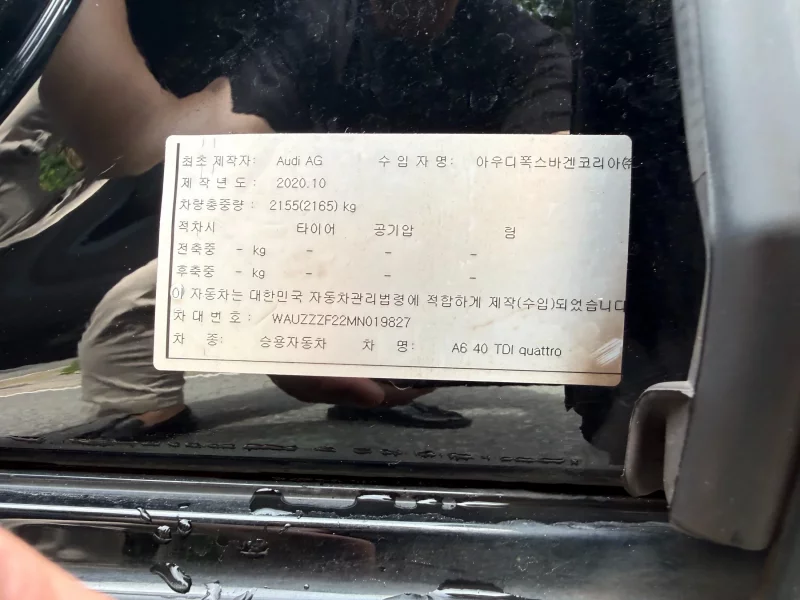 최초 제작자: Audi AG 수 입 자 명: 아우디폭스바겐코리아㈜
제 작 년 도 : 2020.10
차량총중량 : 2155(2165) kg
적차시 타이어 공기압 림
전축중 - kg - - -
후축중 - kg - - -
이 자동차는 대한민국 자동차관리법령에 적합하게 제작(수입)되었습니다
차 대 번 호 : WAUZZZF22MN019827
차 종: 승용자동차 차 명: A6 40 TDI quattro